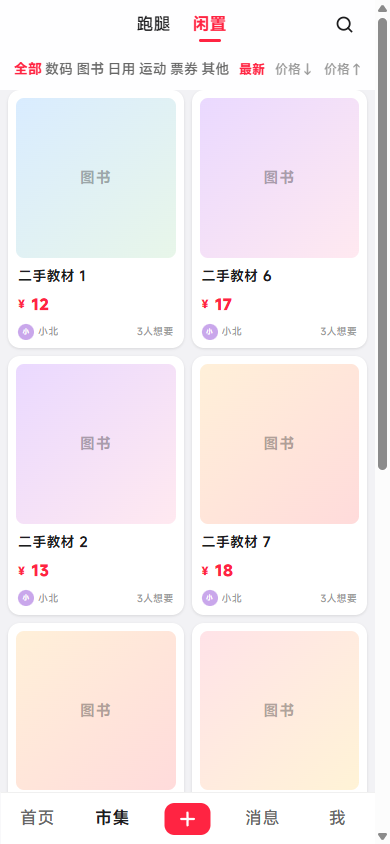 跑腿 闲置
全部 数码 图书 日用 运动 票券 其他 最新 价格↓ 价格↑
图书 图书
二手教材 1 二手教材 6
¥ 12 ¥ 17
小 小北 3人想要 小 小北 3人想要
图书 图书
二手教材 2 二手教材 7
¥ 13 ¥ 18
小 小北 3人想要 小 小北 3人想要
图书 图书
首页 市集 + 消息 我